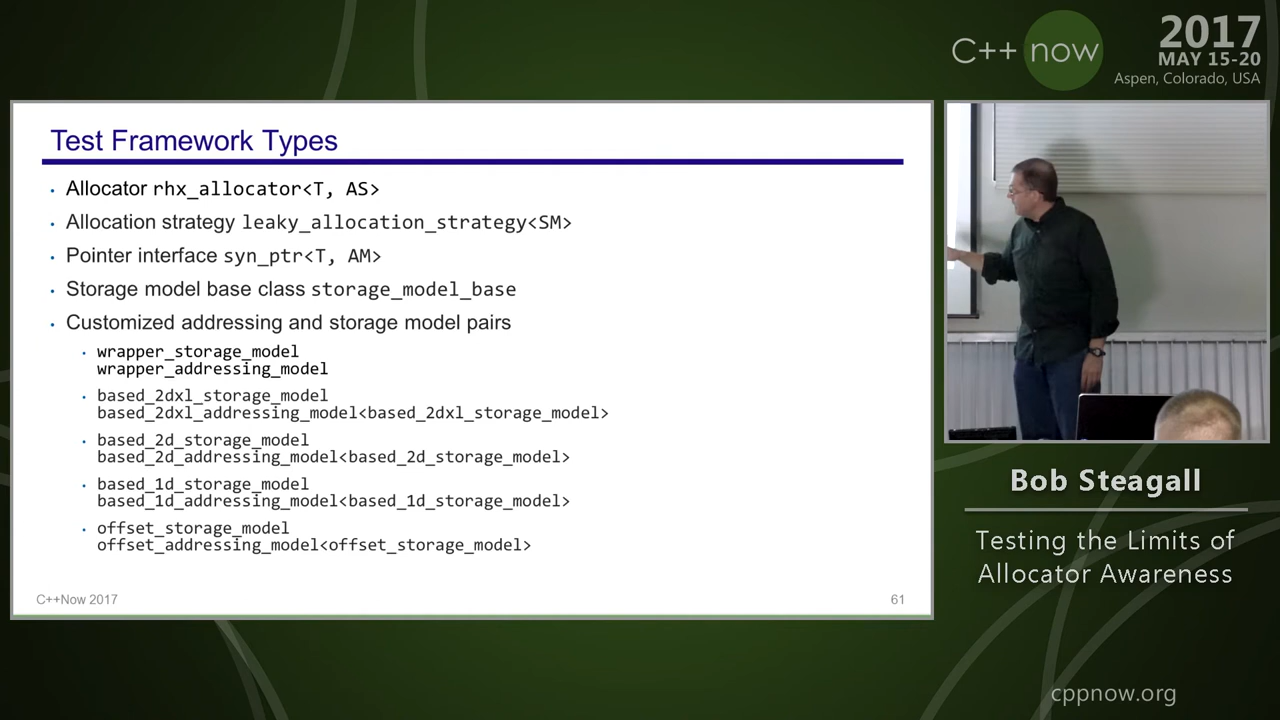 C++ now
2017
MAY 15-20
Aspen, Colorado, USA
Test Framework Types
• Allocator rhx_allocator<T, AS>
• Allocation strategy leaky_allocation_strategy<SM>
• Pointer interface syn_ptr<T, AM>
• Storage model base class storage_model_base
• Customized addressing and storage model pairs
• wrapper_storage_model
wrapper_addressing_model
• based_2dxl_storage_model
based_2dxl_addressing_model<based_2dxl_storage_model>
• based_2d_storage_model
based_2d_addressing_model<based_2d_storage_model>
• based_1d_storage_model
based_1d_addressing_model<based_1d_storage_model>
• offset_storage_model
offset_addressing_model<offset_storage_model>
C++Now 2017
61
Bob Steagall
Testing the Limits of
Allocator Awareness
cppnow.org